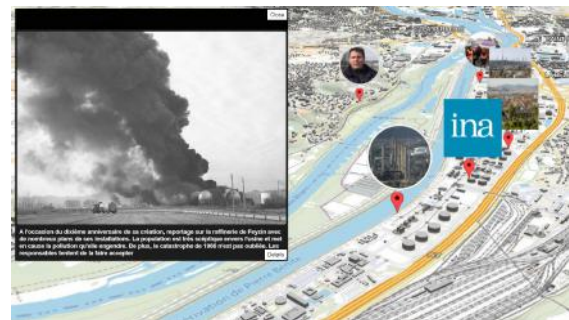 Close
A l'occasion du dixième anniversaire de sa création, reportage sur la raffinerie de Feyzin avec
de nombreux plans de ses installations. La population est très scéptique envers l'usine et met
en cause la pollution qu'elle engendre. De plus, la catastrophe de 1966 n'est pas oubliée. Les
responsables tentent de la faire accepter
Details
ina